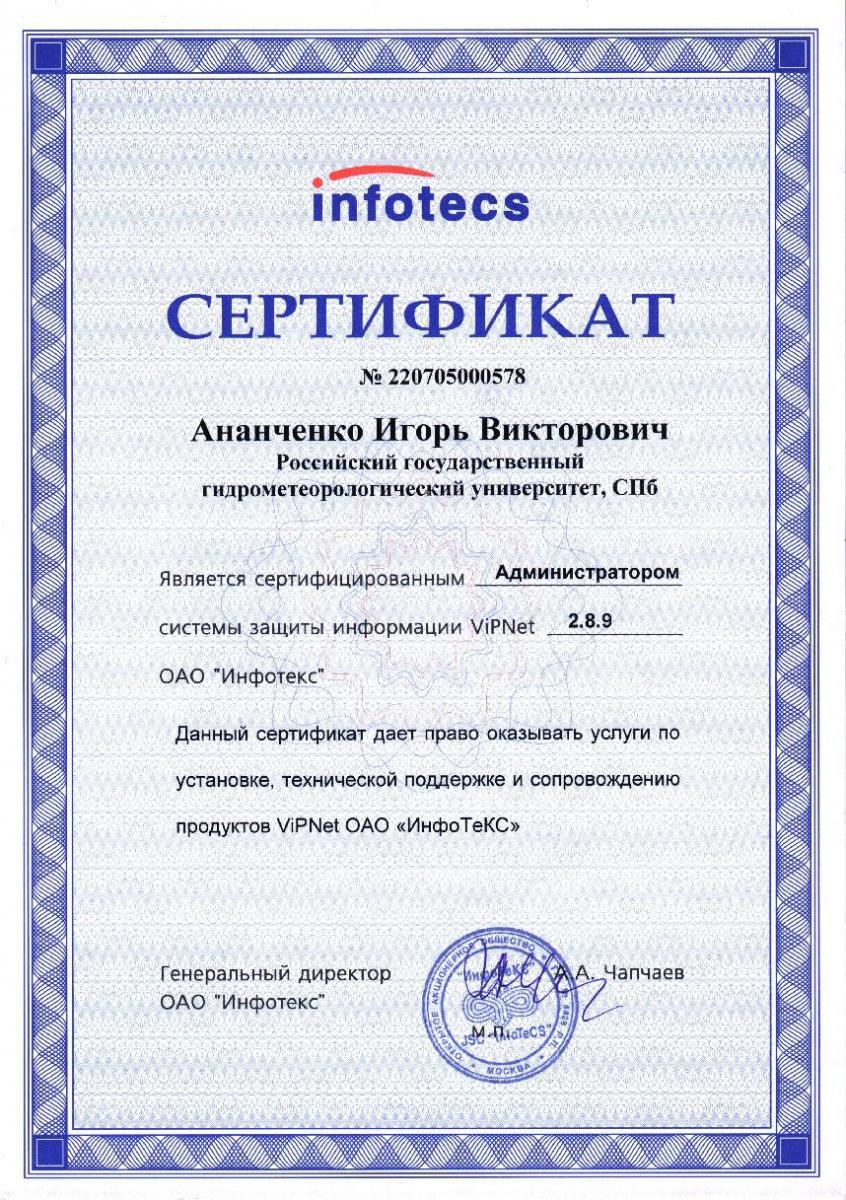 infotecs
СЕРТИФИКАТ
№ 220705000578
Ананченко Игорь Викторович
Российский государственный
гидрометеорологический университет, СПб
Является сертифицированным Администратором
системы защиты информации ViPNet 2.8.9
ОАО "Инфотекс"
Данный сертификат дает право оказывать услуги по
установке, технической поддержке и сопровождению
продуктов ViPNet ОАО «ИнфоТеКС»
Генеральный директор А.А. Чапчаев
ОАО "Инфотекс"
М.П.
ОТКРЫТОЕ АКЦИОНЕРНОЕ ОБЩЕСТВО
"ИнфоТеКС"
JSC "InfoTeCS"
МОСКВА